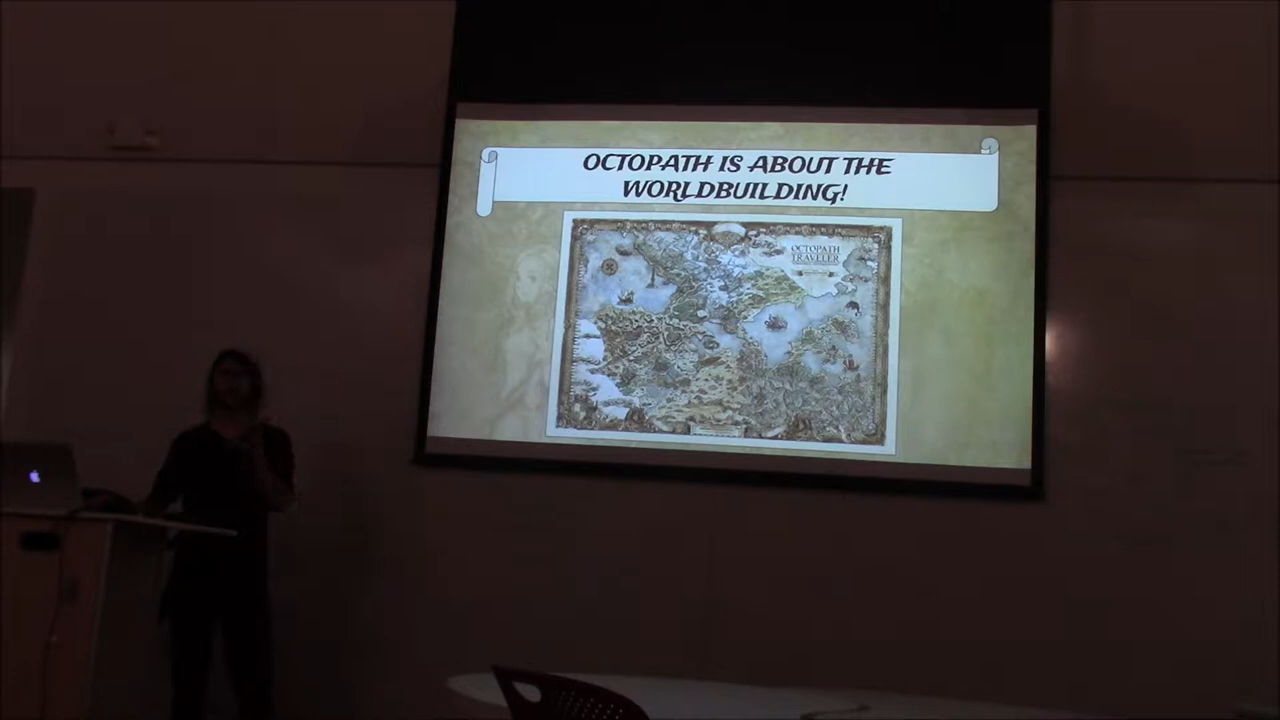 OCTOPATH IS ABOUT THE
WORLDBUILDING!
OCTOPATH
TRAVELER